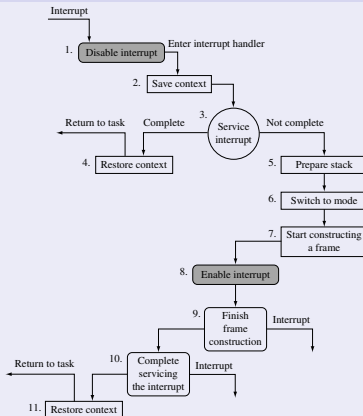 Interrupt
1. Disable interrupt
Enter interrupt handler
2. Save context
3. Service
interrupt
Complete
Not complete
Return to task
4. Restore context
5. Prepare stack
6. Switch to mode
7. Start constructing
a frame
8. Enable interrupt
9. Finish
frame
construction
Interrupt
10. Complete
servicing
the interrupt
Interrupt
Return to task
11. Restore context